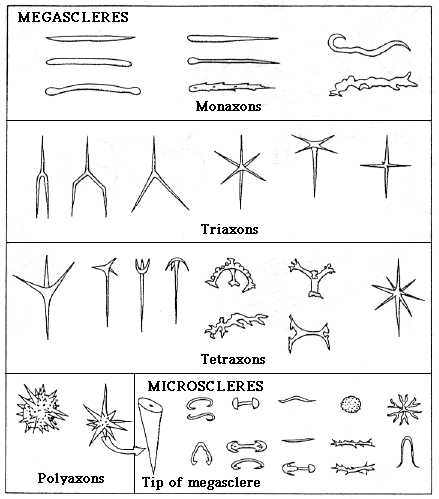 MEGASCLERES
Monaxons
Triaxons
Tetraxons
Polyaxons
MICROSCLERES
Tip of megasclere